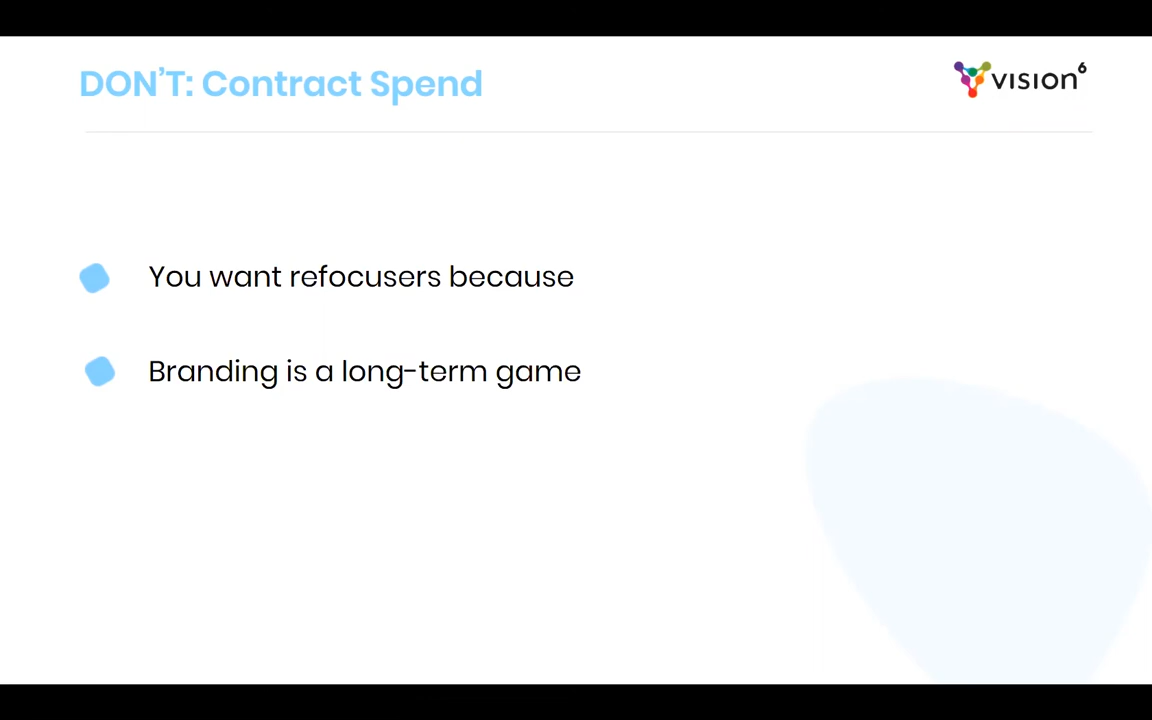 DON'T: Contract Spend
vision6
You want refocusers because
Branding is a long-term game